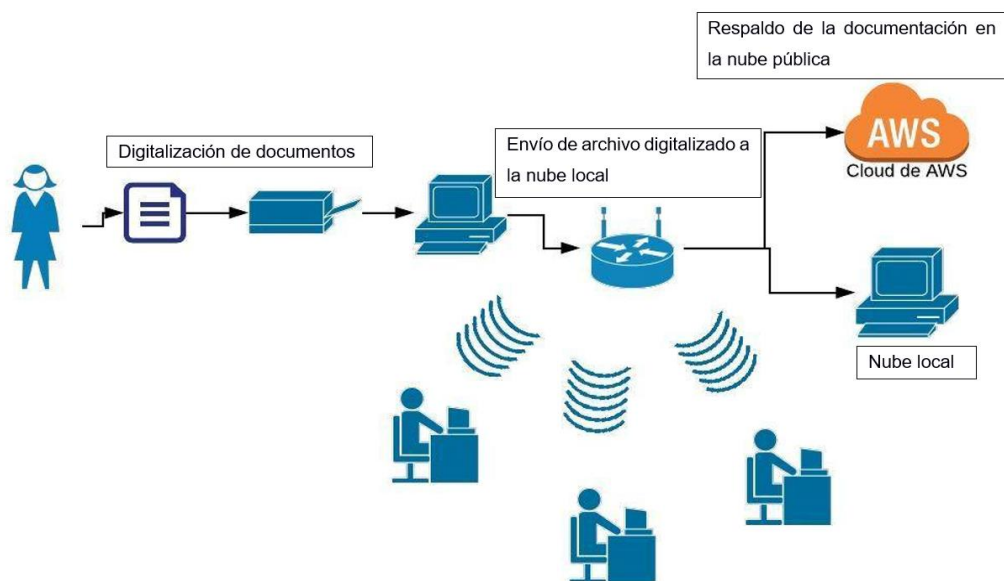 Respaldo de la documentación en
la nube pública
Digitalización de documentos
Envío de archivo digitalizado a
la nube local
AWS
Cloud de AWS
Nube local